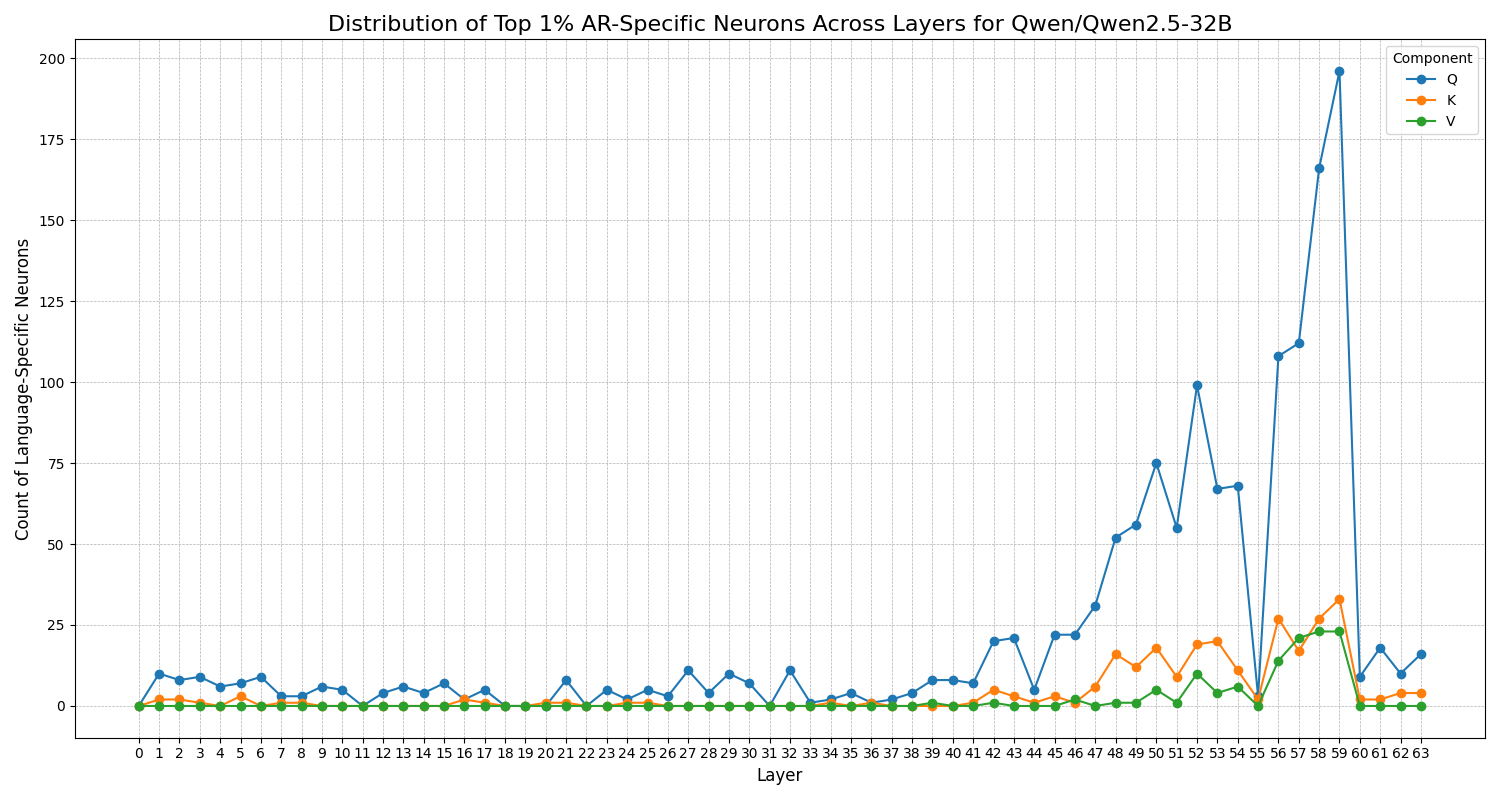 Distribution of Top 1% AR-Specific Neurons Across Layers for Qwen/Qwen2.5-32B
Component
Q
K
V
Count of Language-Specific Neurons
200
175
150
125
100
75
50
25
0
0 1 2 3 4 5 6 7 8 9 10 11 12 13 14 15 16 17 18 19 20 21 22 23 24 25 26 27 28 29 30 31 32 33 34 35 36 37 38 39 40 41 42 43 44 45 46 47 48 49 50 51 52 53 54 55 56 57 58 59 60 61 62 63
Layer